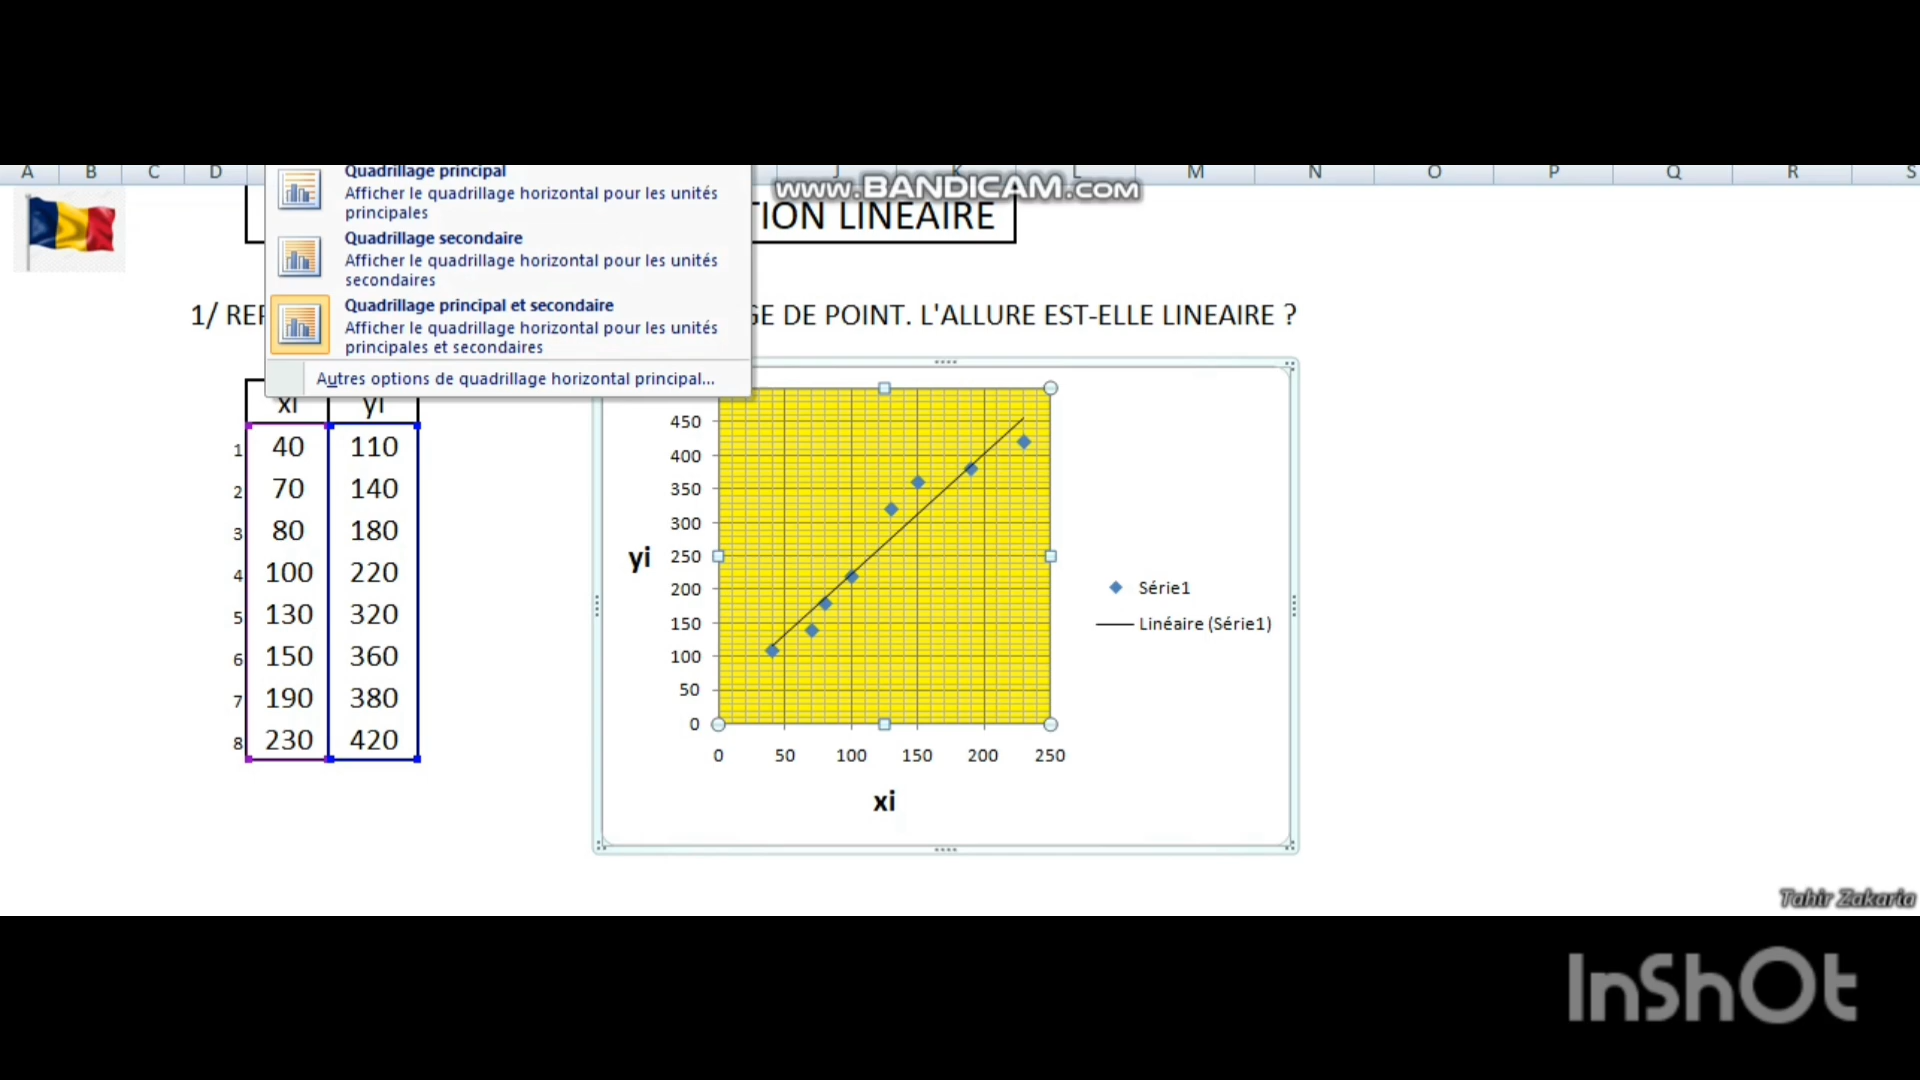 A B C D J K L M N O P Q R S
www.BANDICAM.com
Quadrillage principal
Afficher le quadrillage horizontal pour les unités
principales
Quadrillage secondaire
Afficher le quadrillage horizontal pour les unités
secondaires
Quadrillage principal et secondaire
Afficher le quadrillage horizontal pour les unités
principales et secondaires
Autres options de quadrillage horizontal principal...
TION LINEAIRE
1/ REP GE DE POINT. L'ALLURE EST-ELLE LINEAIRE ?
xi yi
1 40 110
2 70 140
3 80 180
4 100 220
5 130 320
6 150 360
7 190 380
8 230 420
450
400
350
300
250
200
150
100
50
0
yi
0 50 100 150 200 250
xi
Série1
Linéaire (Série1)
Tahir Zakaria
InShOt